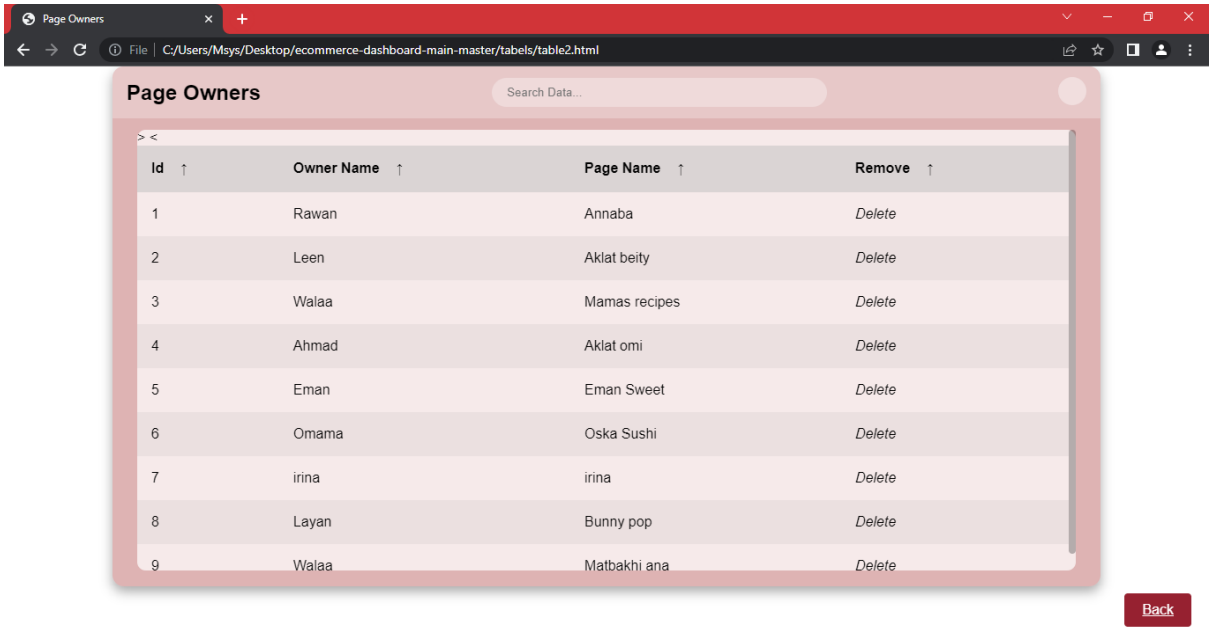 Page Owners
File | C:/Users/Msys/Desktop/ecommerce-dashboard-main-master/tabels/table2.html
Page Owners Search Data...
> <
Id ↑ Owner Name ↑ Page Name ↑ Remove ↑
1 Rawan Annaba Delete
2 Leen Aklat beity Delete
3 Walaa Mamas recipes Delete
4 Ahmad Aklat omi Delete
5 Eman Eman Sweet Delete
6 Omama Oska Sushi Delete
7 irina irina Delete
8 Layan Bunny pop Delete
9 Walaa Matbakhi ana Delete
Back